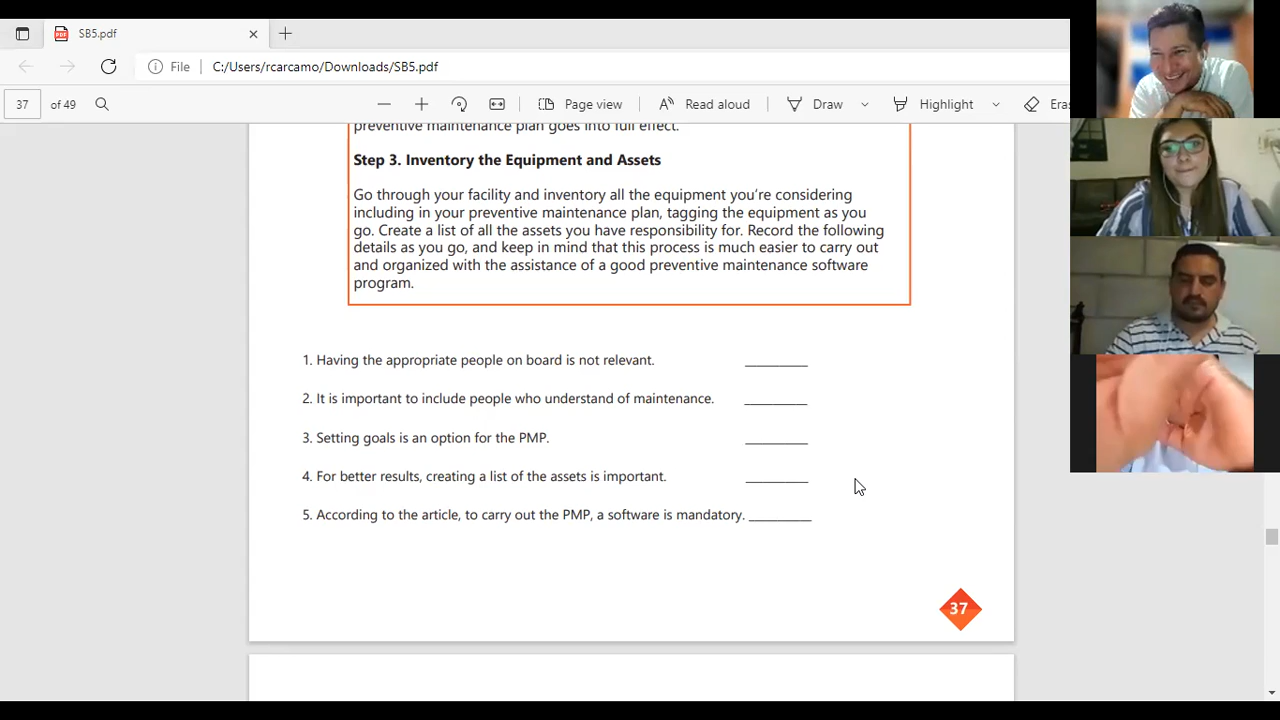 SB5.pdf
File
C:/Users/rcarcamo/Downloads/SB5.pdf
37 of 49
Page view
Read aloud
Draw
Highlight
Eras
preventive maintenance plan goes into full effect.
Step 3. Inventory the Equipment and Assets
Go through your facility and inventory all the equipment you're considering
including in your preventive maintenance plan, tagging the equipment as you
go. Create a list of all the assets you have responsibility for. Record the following
details as you go, and keep in mind that this process is much easier to carry out
and organized with the assistance of a good preventive maintenance software
program.
1. Having the appropriate people on board is not relevant. __________
2. It is important to include people who understand of maintenance. __________
3. Setting goals is an option for the PMP. __________
4. For better results, creating a list of the assets is important. __________
5. According to the article, to carry out the PMP, a software is mandatory. __________
37